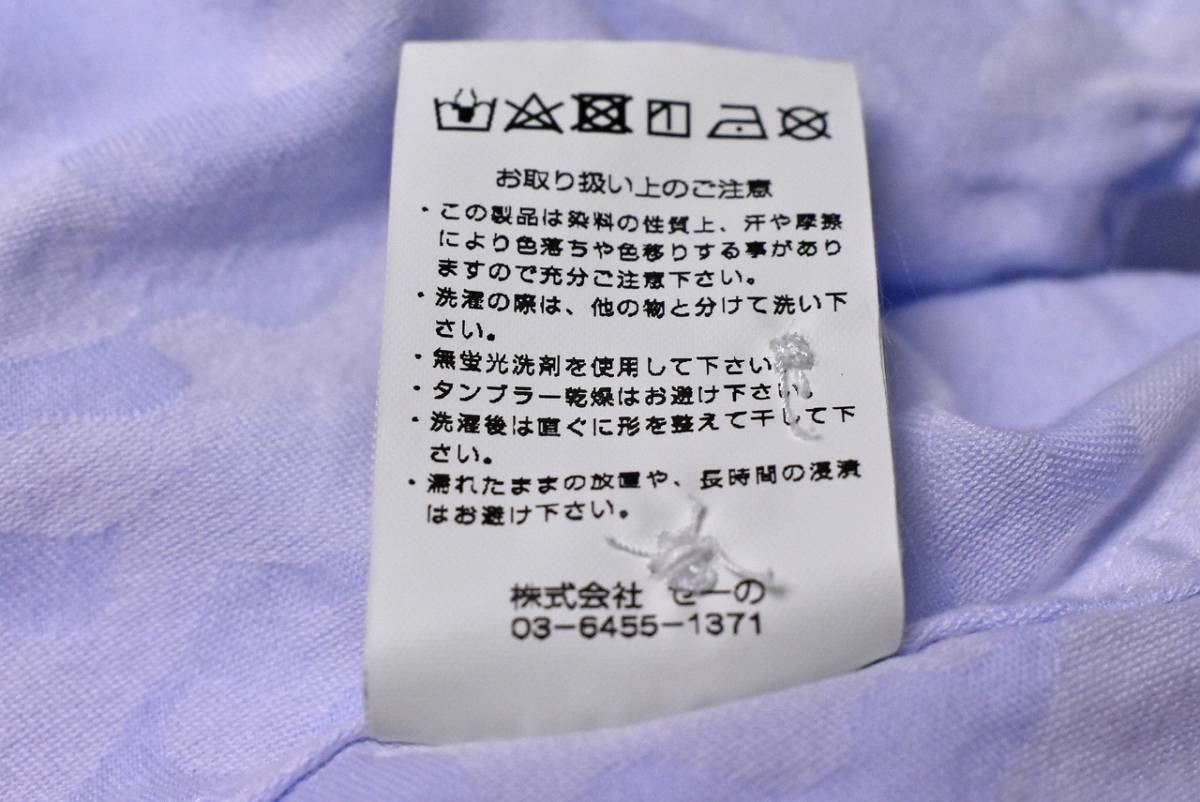 お取り扱い上のご注意
・この製品は染料の性質上、汗や摩擦
により色落ちや色移りする事があり
ますので充分ご注意下さい。
・洗濯の際は、他の物と分けて洗い下
さい。
・無蛍光洗剤を使用して下さい
・タンブラー乾燥はお避け下さい。
・洗濯後は直ぐに形を整えて干して下
さい。
・濡れたままの放置や、長時間の浸漬
はお避け下さい。
株式会社 せーの
03-6455-1371